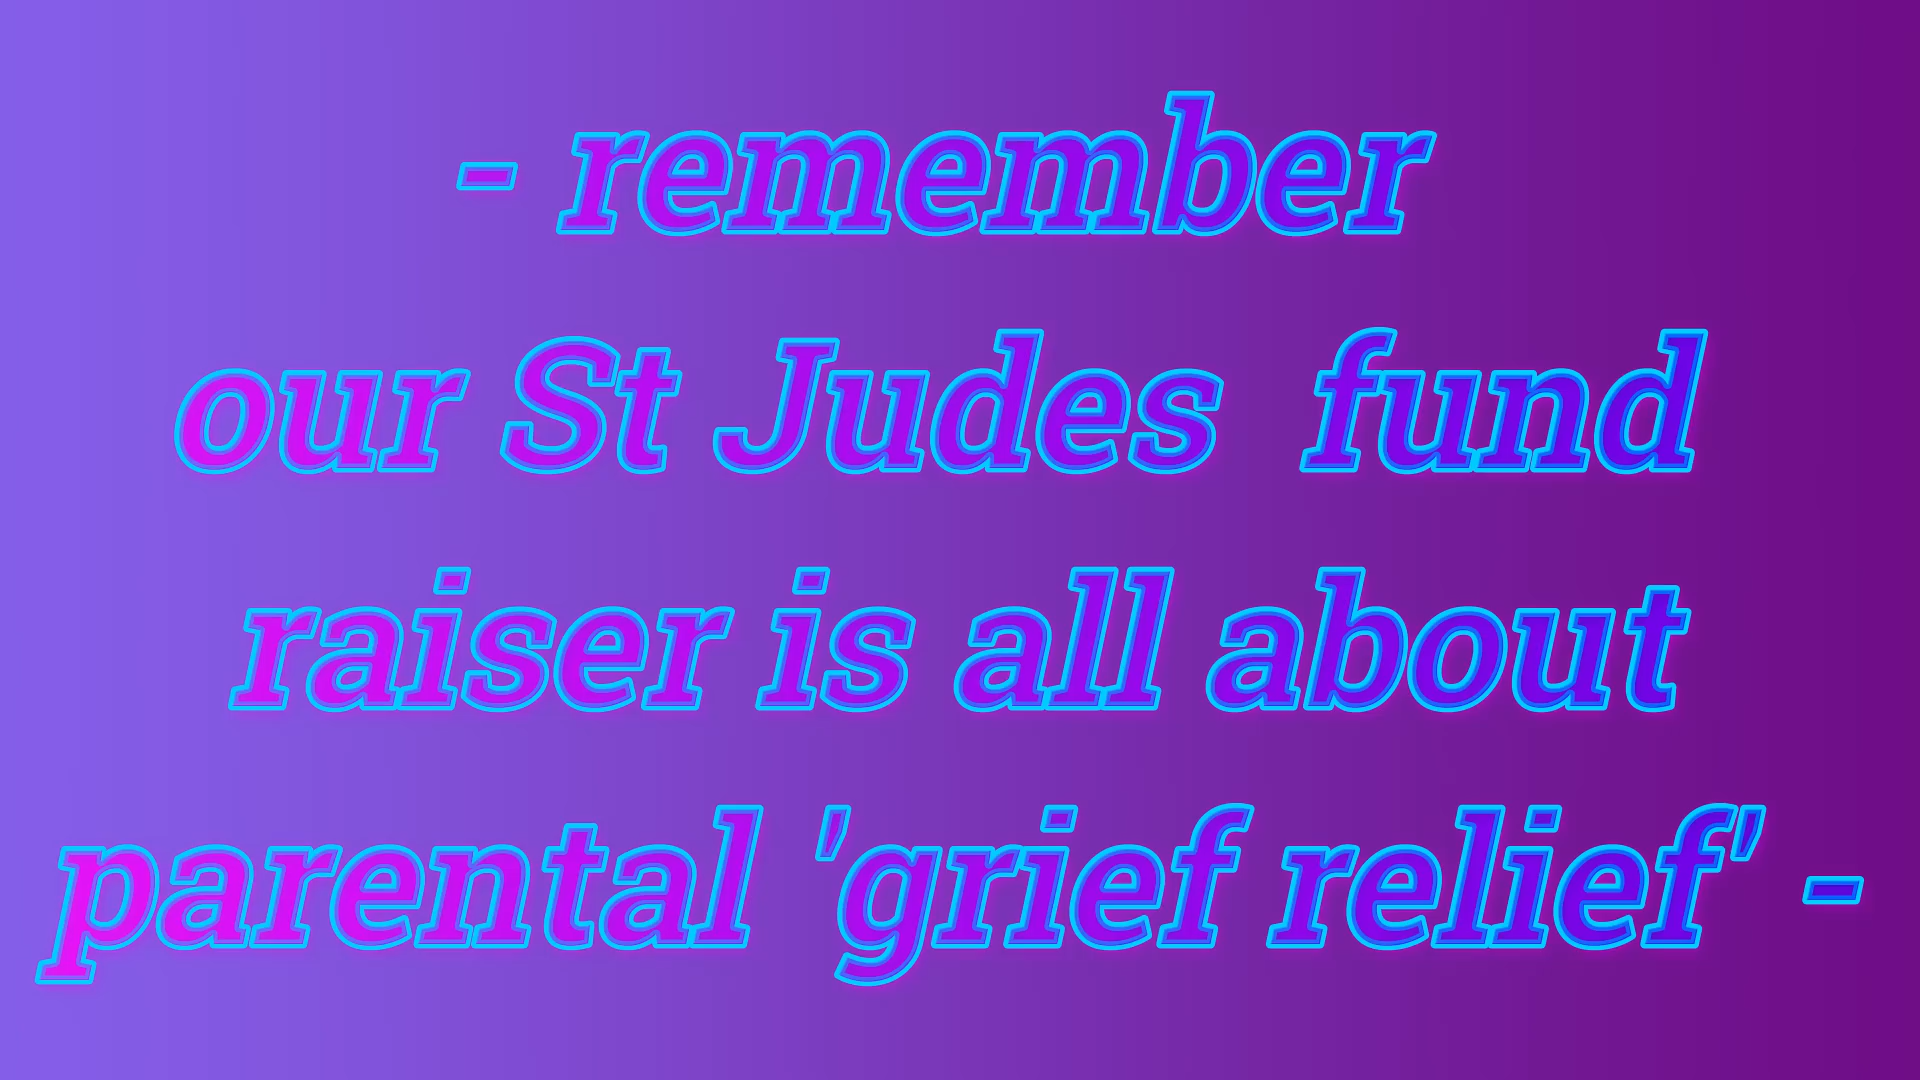 - remember
our St Judes  fund
raiser is all about
parental 'grief relief' -